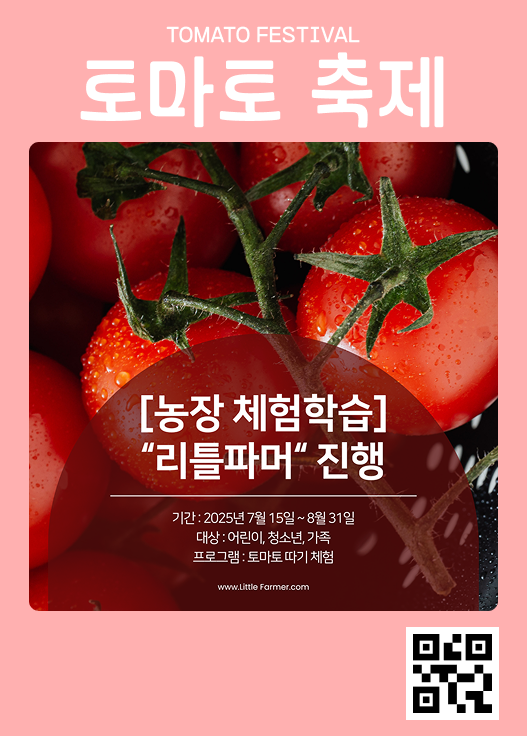 TOMATO FESTIVAL
토마토 축제
[농장 체험학습]
“리틀파머“ 진행
기간 : 2025년 7월 15일 ~ 8월 31일
대상 : 어린이, 청소년, 가족
프로그램 : 토마토 따기 체험
www.Little Farmer.com